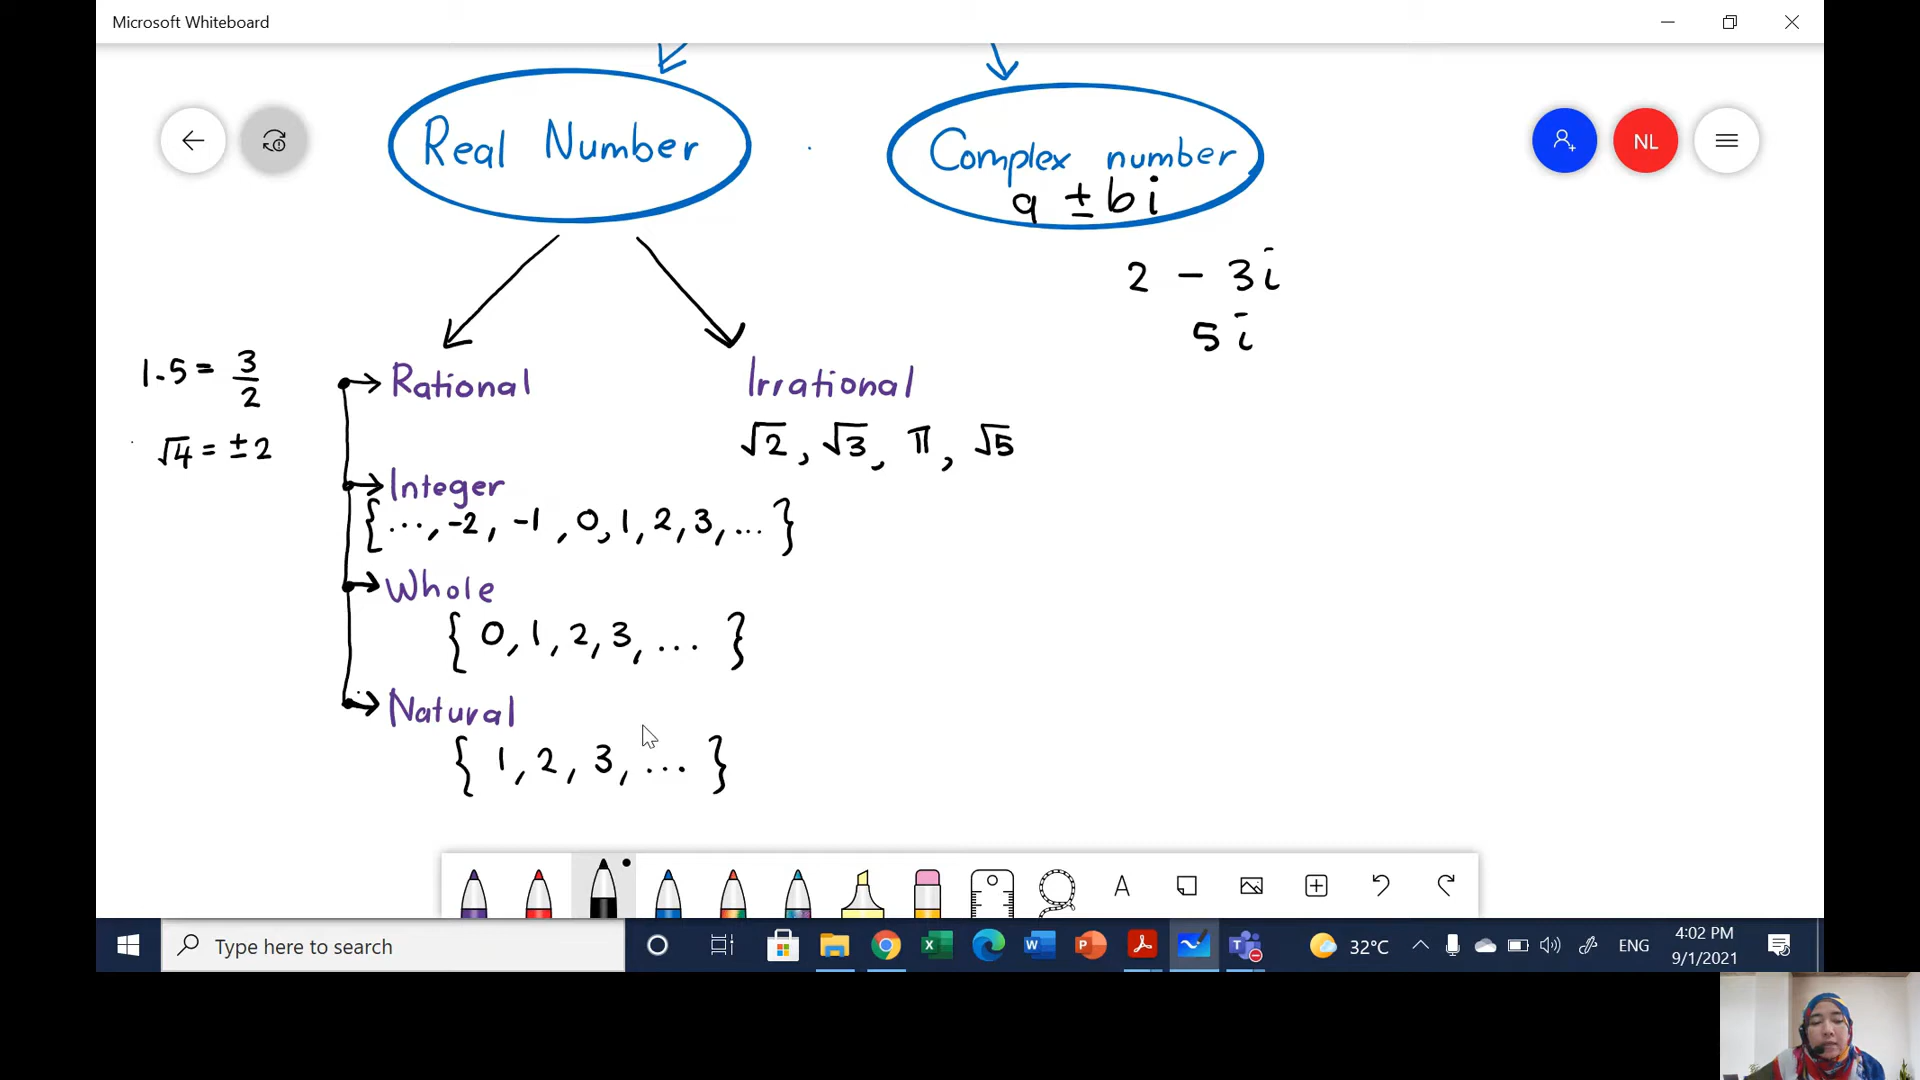 Microsoft Whiteboard
Real Number
Complex number
a ± bi
NL
2 - 3i
5i
1.5 = 3/2
Rational
Irrational
√4 = ±2
√2, √3, π, √5
Integer
{ ..., -2, -1, 0, 1, 2, 3, ... }
Whole
{ 0, 1, 2, 3, ... }
Natural
{ 1, 2, 3, ... }
A
Type here to search
32°C
ENG
4:02 PM
9/1/2021